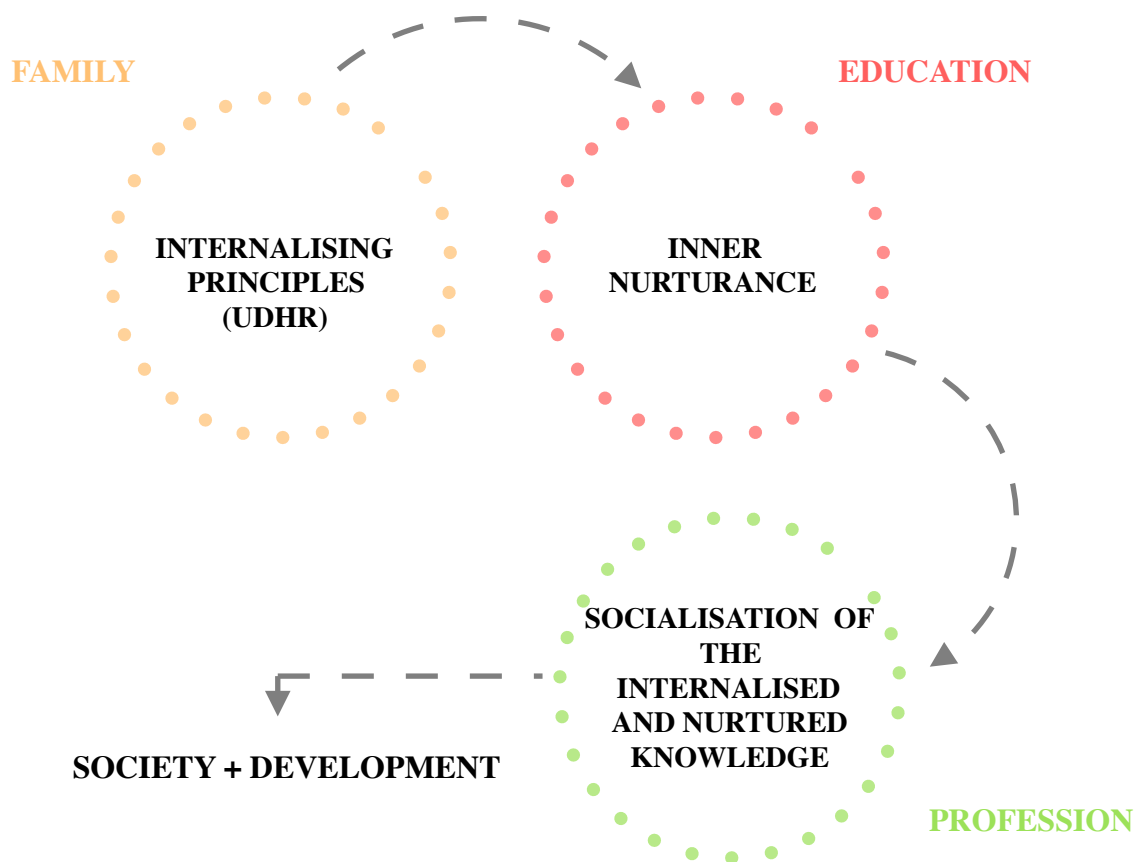 FAMILY
EDUCATION
INTERNALISING
PRINCIPLES
(UDHR)
INNER
NURTURANCE
SOCIALISATION OF
THE
INTERNALISED
AND NURTURED
KNOWLEDGE
SOCIETY + DEVELOPMENT
PROFESSION